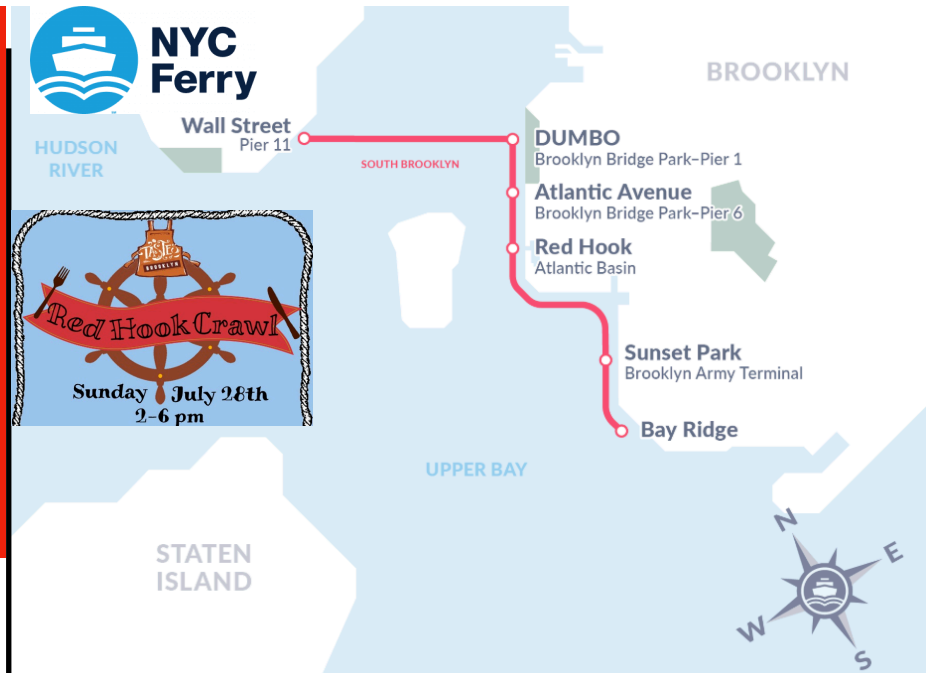 NYC
Ferry
BROOKLYN
Wall Street
Pier 11
HUDSON
RIVER
SOUTH BROOKLYN
DUMBO
Brooklyn Bridge Park–Pier 1
Atlantic Avenue
Brooklyn Bridge Park–Pier 6
Red Hook
Atlantic Basin
TASTE
BROOKLYN
Red Hook Crawl
Sunday July 28th
2-6 pm
Sunset Park
Brooklyn Army Terminal
Bay Ridge
UPPER BAY
STATEN
ISLAND
N
E
W
S